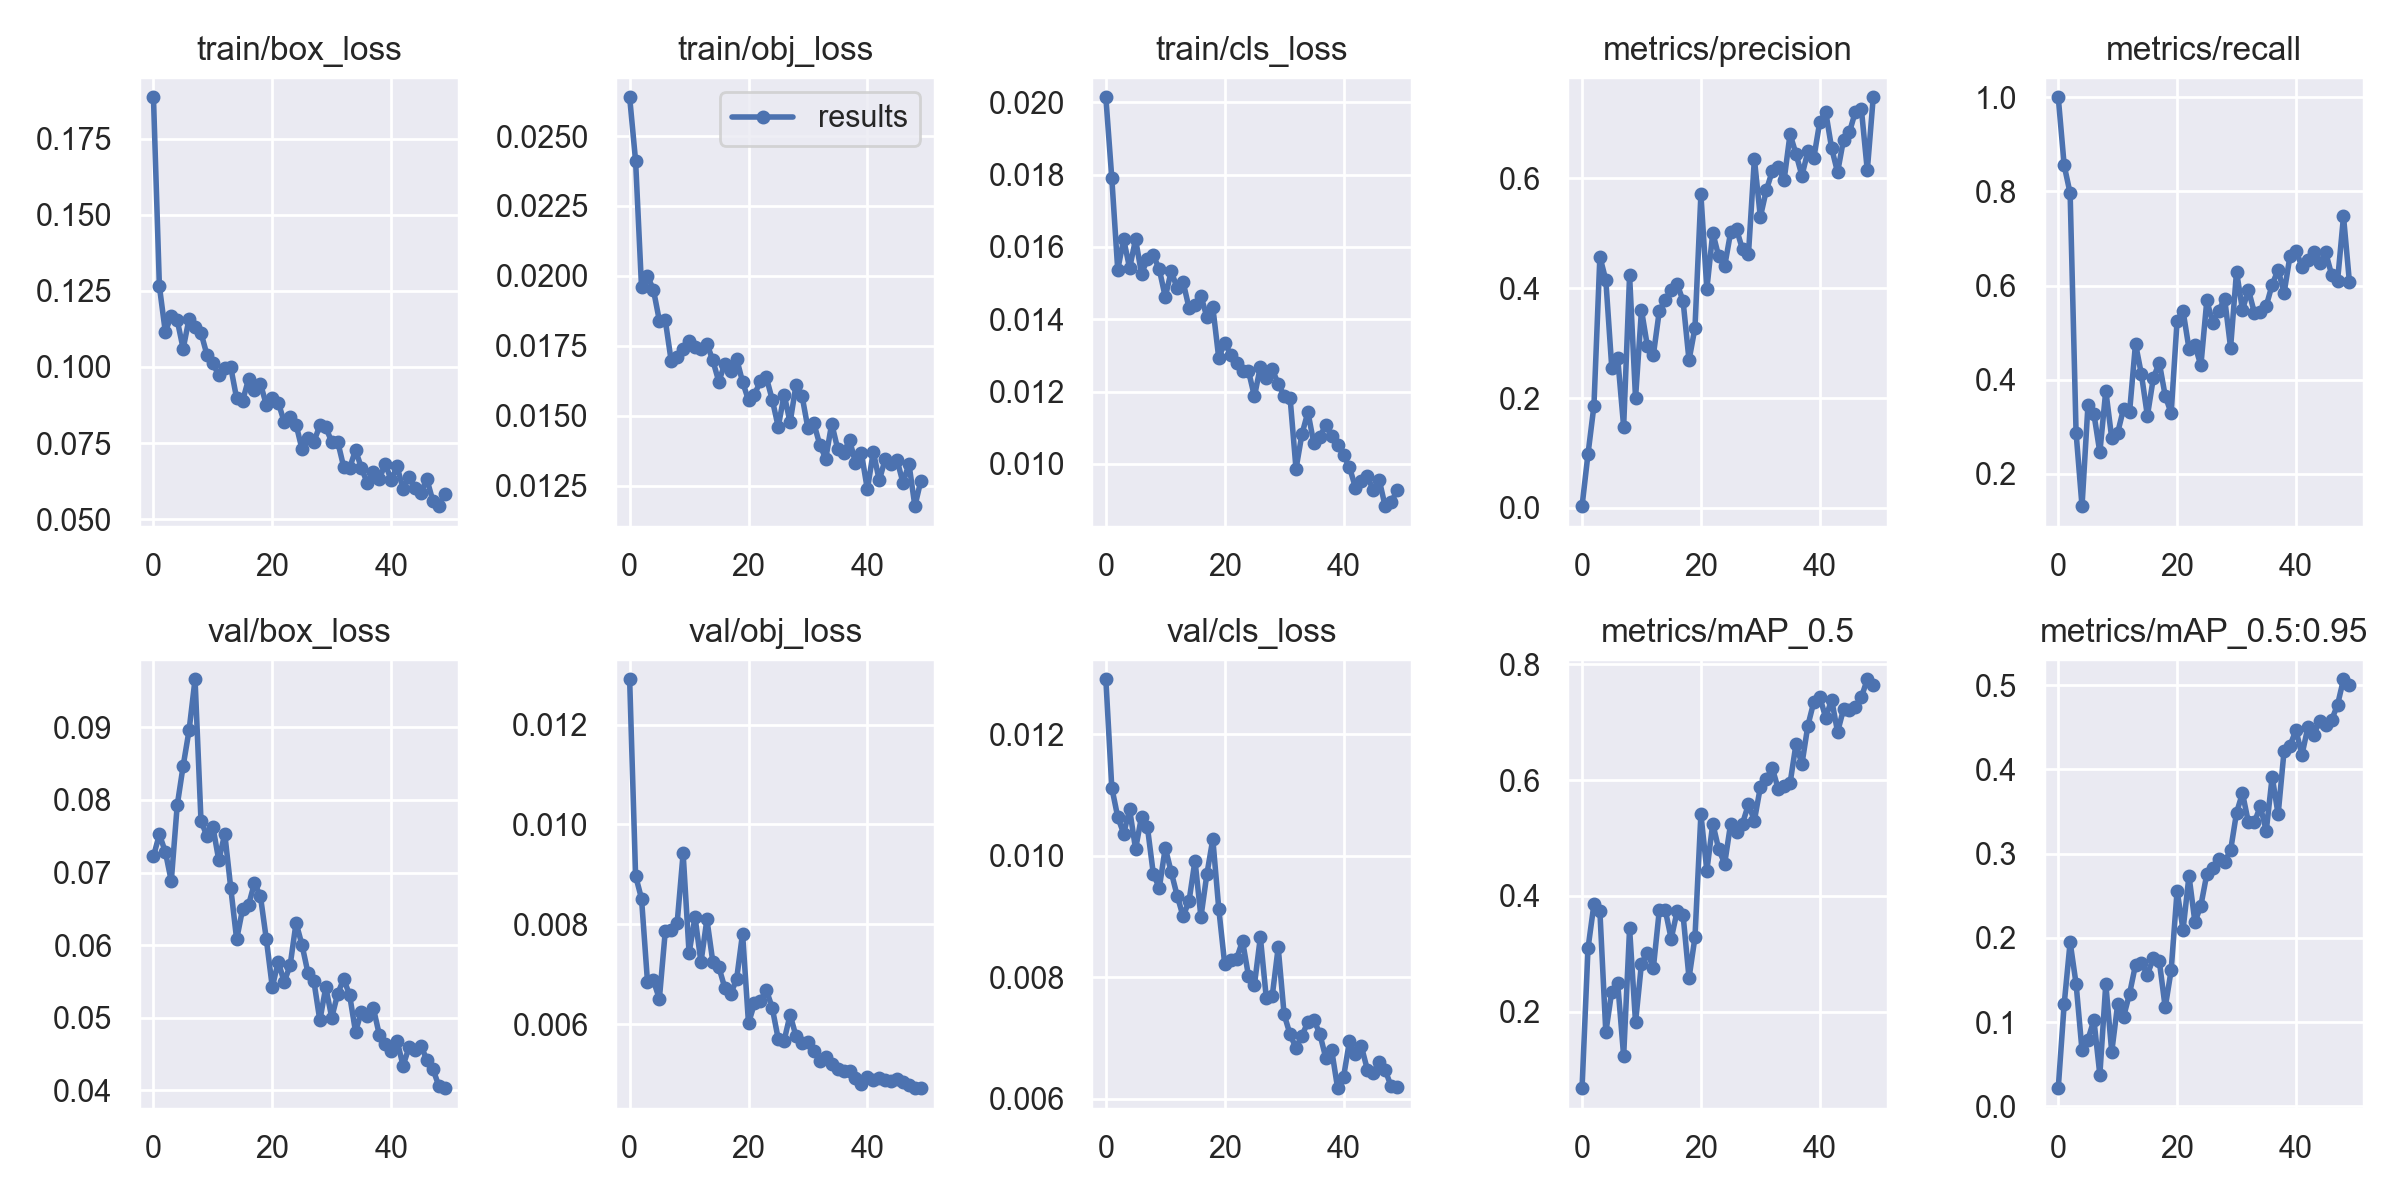 train/box_loss
0.175
0.150
0.125
0.100
0.075
0.050
0 20 40
train/obj_loss
results
0.0250
0.0225
0.0200
0.0175
0.0150
0.0125
0 20 40
train/cls_loss
0.020
0.018
0.016
0.014
0.012
0.010
0 20 40
metrics/precision
0.6
0.4
0.2
0.0
0 20 40
metrics/recall
1.0
0.8
0.6
0.4
0.2
0 20 40
val/box_loss
0.09
0.08
0.07
0.06
0.05
0.04
0 20 40
val/obj_loss
0.012
0.010
0.008
0.006
0 20 40
val/cls_loss
0.012
0.010
0.008
0.006
0 20 40
metrics/mAP_0.5
0.8
0.6
0.4
0.2
0 20 40
metrics/mAP_0.5:0.95
0.5
0.4
0.3
0.2
0.1
0.0
0 20 40